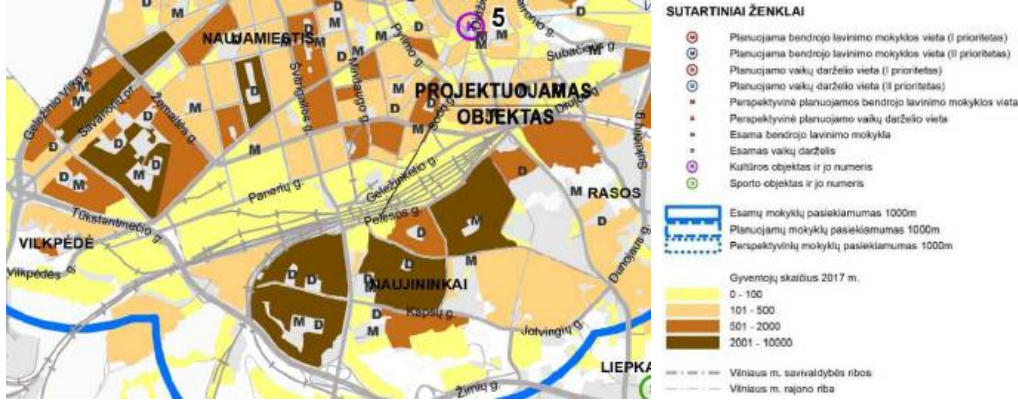 NAUJAMIESTIS
Geležinio Vilko g.
Savanorių pr.
Žemaitės g.
Švitrigailos g.
Mindaugo g.
Pylimo g.
5
K
Subačiaus g.
PROJEKTUOJAMAS
OBJEKTAS
Sodų g.
Drujos g.
Sukilėlių g.
Geležinkelio g.
Panerių g.
Pelesos g.
RASOS
Tūkstantmečio g.
VILKPĖDĖ
Vilkpėdės g.
NAUJININKAI
Kapsų g.
Dunojaus g.
Jotvingių g.
Žirnių g.
LIEPKA
SUTARTINIAI ŽENKLAI
Planuojama bendrojo lavinimo mokyklos vieta (I prioritetas)
Planuojama bendrojo lavinimo mokyklos vieta (II prioritetas)
Planuojamo vaikų darželio vieta (I prioritetas)
Planuojamo vaikų darželio vieta (II prioritetas)
Perspektyvinė planuojamos bendrojo lavinimo mokyklos vieta
Perspektyvinė planuojamo vaikų darželio vieta
Esama bendrojo lavinimo mokykla
Esamas vaikų darželis
Kultūros objektas ir jo numeris
Sporto objektas ir jo numeris
Esamų mokyklų pasiekiamumas 1000m
Planuojamų mokyklų pasiekiamumas 1000m
Perspektyvinių mokyklų pasiekiamumas 1000m
Gyventojų skaičius 2017 m.
0 - 100
101 - 500
501 - 2000
2001 - 10000
Vilniaus m. savivaldybės ribos
Vilniaus m. rajono riba